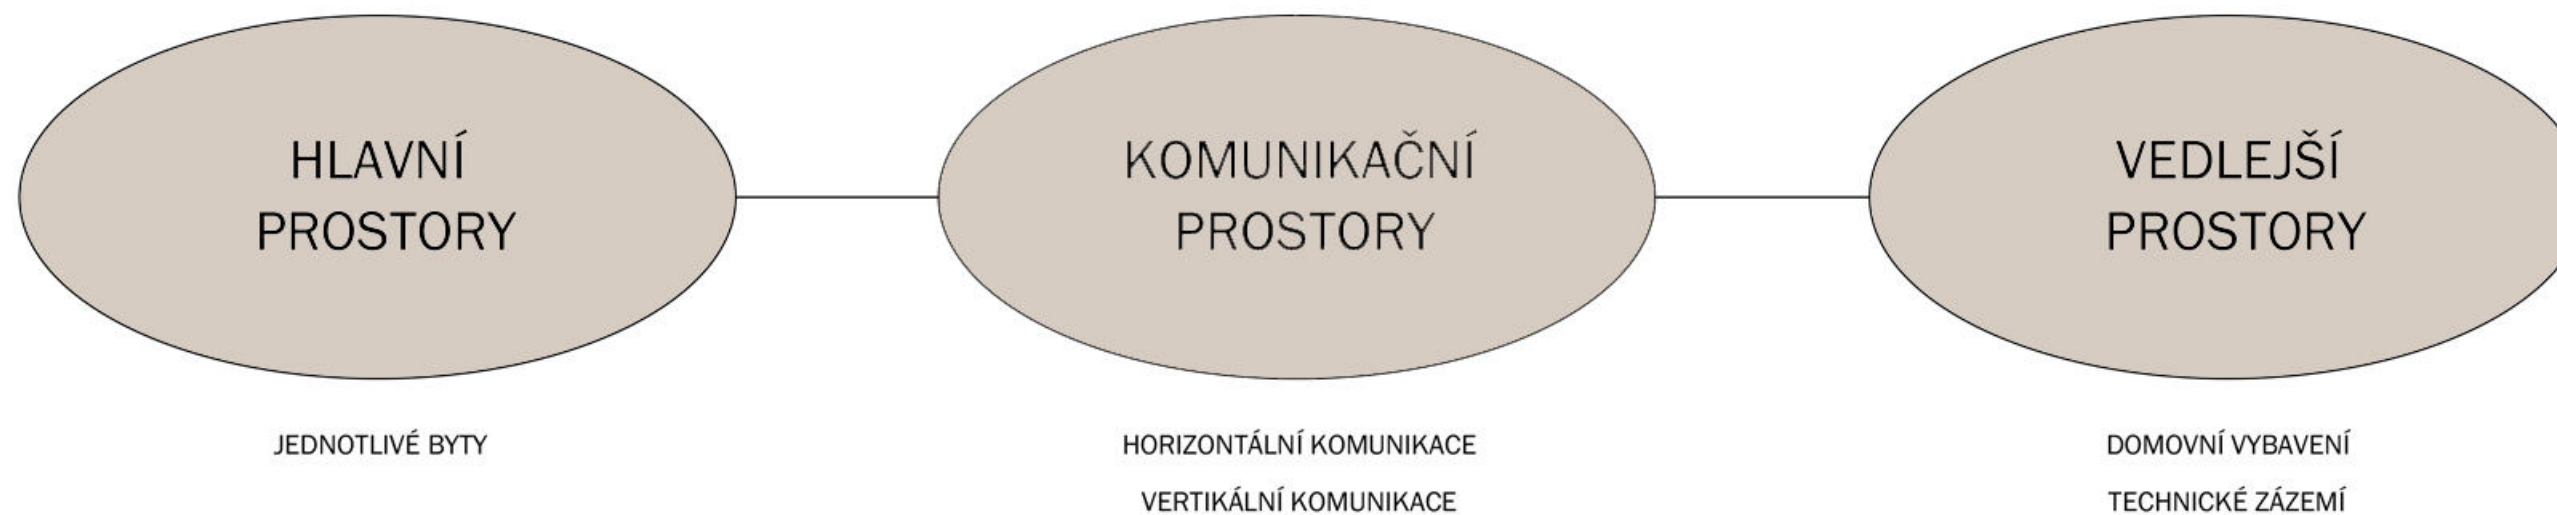 HLAVNÍ
PROSTORY
KOMUNIKAČNÍ
PROSTORY
VEDLEJŠÍ
PROSTORY
JEDNOTLIVÉ BYTY
HORIZONTÁLNÍ KOMUNIKACE
VERTIKÁLNÍ KOMUNIKACE
DOMOVNÍ VYBAVENÍ
TECHNICKÉ ZÁZEMÍ